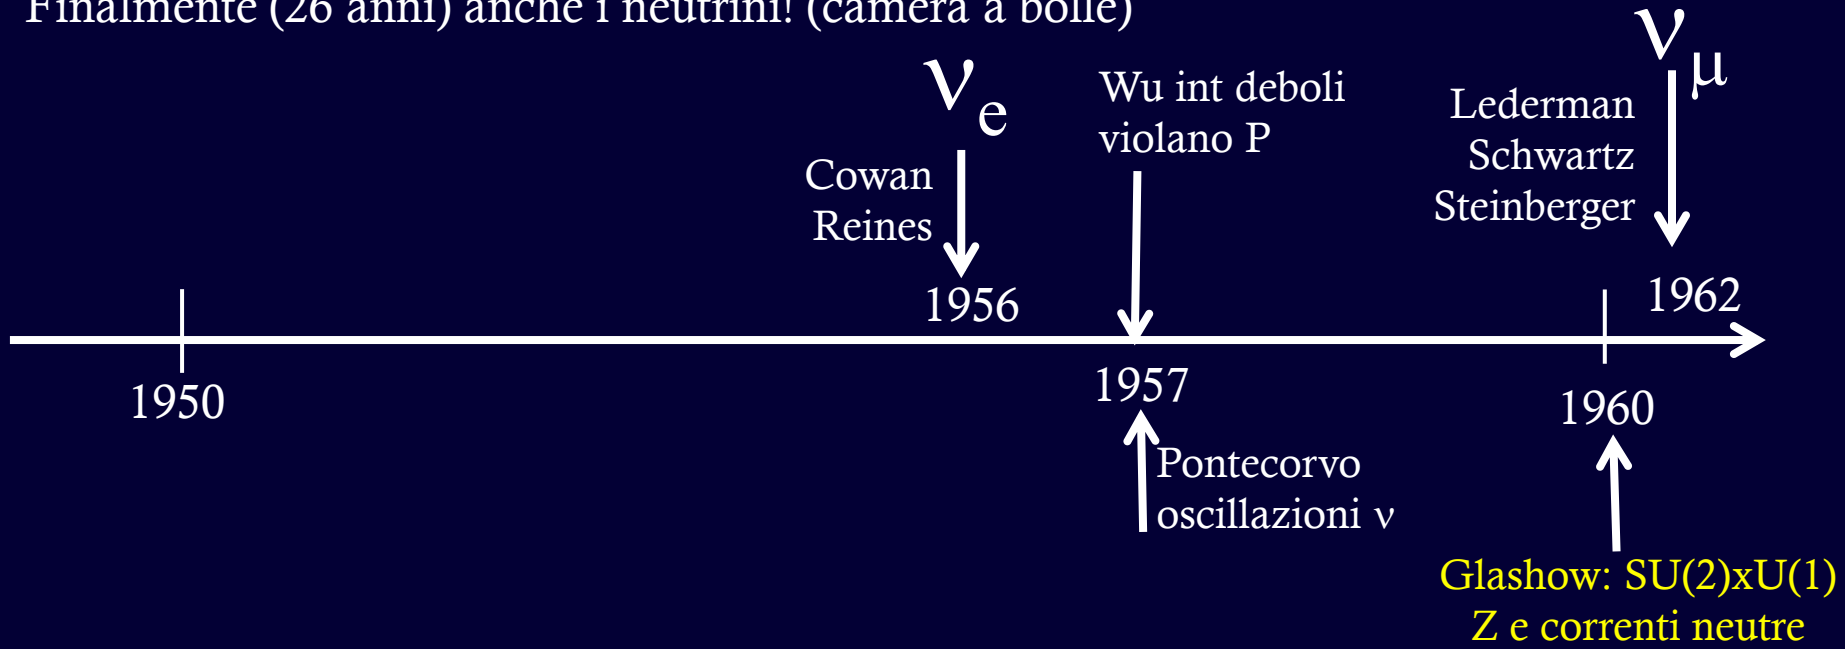 Finalmente (26 anni) anche i neutrini! (camera a bolle)
νe
Cowan
Reines
1956
Wu int deboli
violano P
νμ
Lederman
Schwartz
Steinberger
1962
1950
1957
1960
Pontecorvo
oscillazioni ν
Glashow: SU(2)xU(1)
Z e correnti neutre